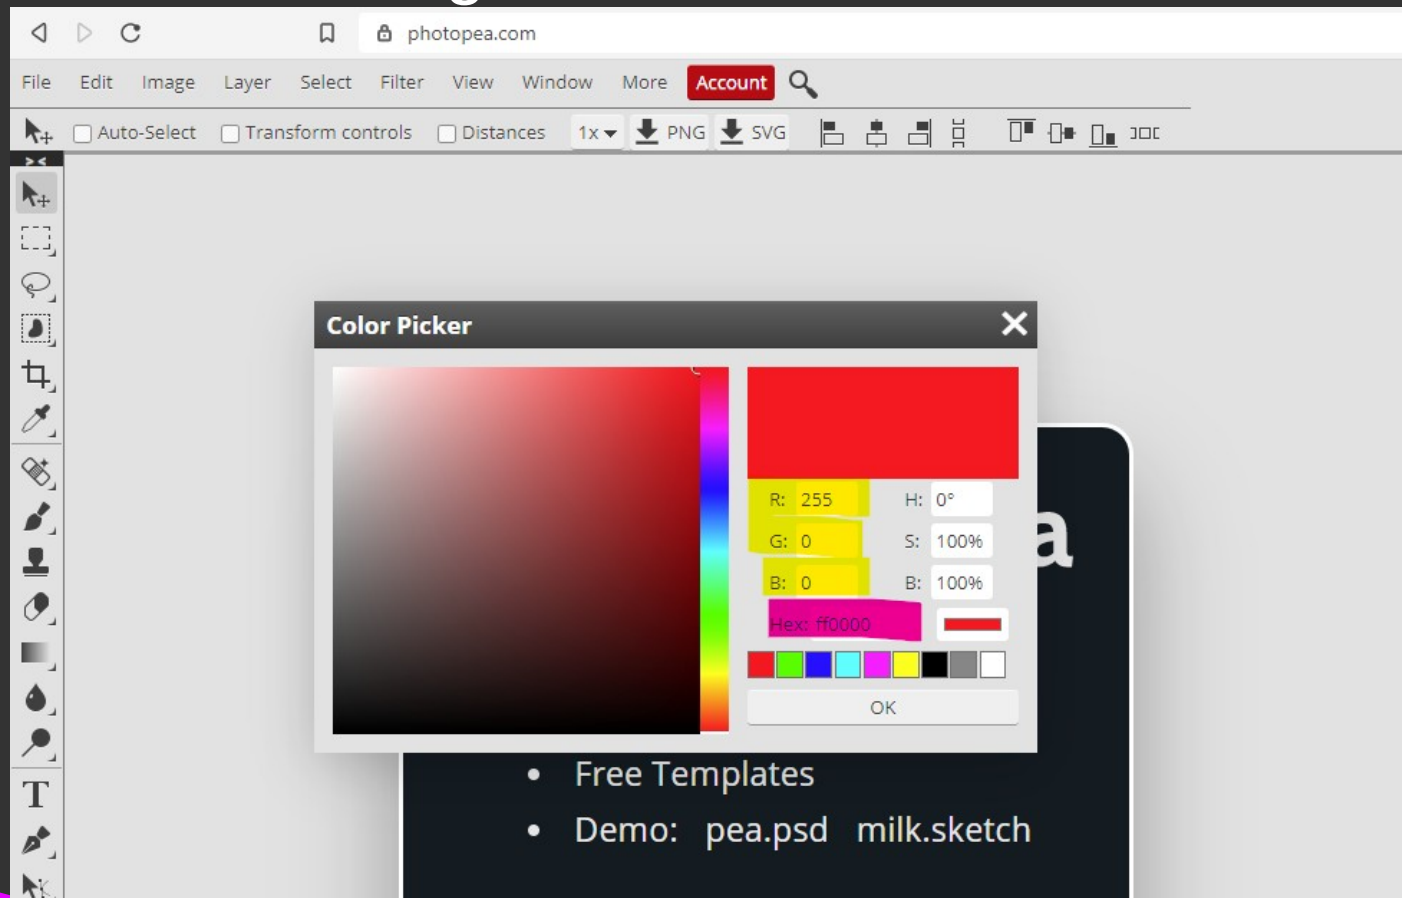 photopea.com
File Edit Image Layer Select Filter View Window More Account
Auto-Select Transform controls Distances 1x PNG SVG
Color Picker
R: 255 H: 0°
G: 0 S: 100%
B: 0 B: 100%
Hex: ff0000
OK
a
T
• Free Templates
• Demo: pea.psd milk.sketch